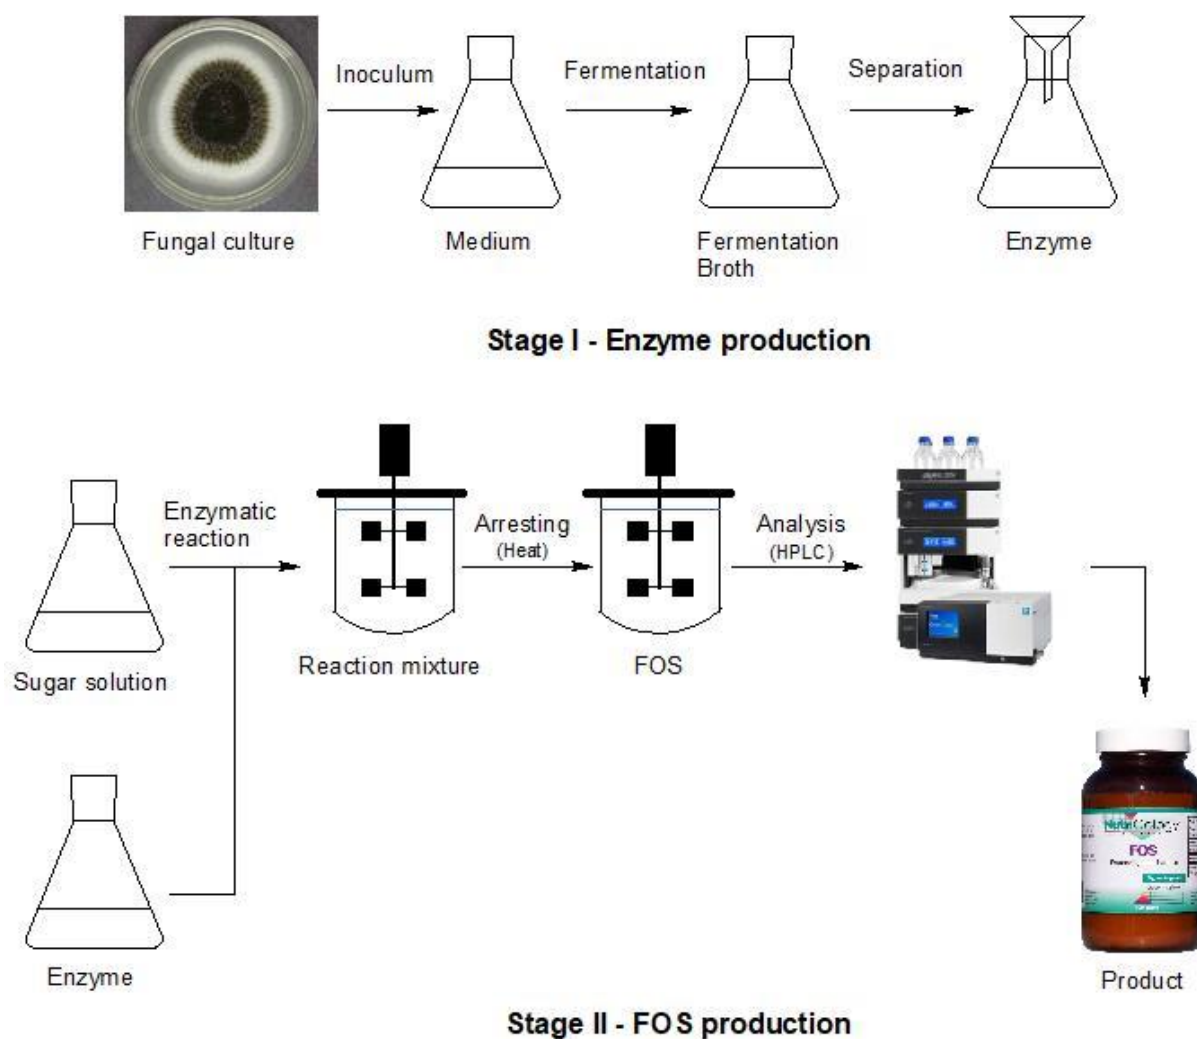 Inoculum
Fermentation
Separation
Fungal culture
Medium
Fermentation
Broth
Enzyme
Stage I - Enzyme production
Enzymatic
reaction
Arresting
(Heat)
Analysis
(HPLC)
Sugar solution
Reaction mixture
FOS
Enzyme
FOS
Product
Stage II - FOS production